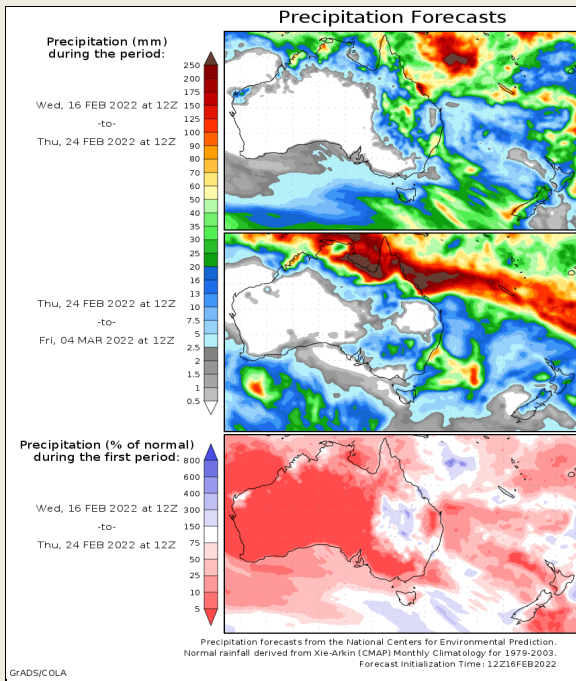 Precipitation Forecasts
Precipitation (mm)
during the period:
Wed, 16 FEB 2022 at 12Z
-to-
Thu, 24 FEB 2022 at 12Z
250
200
175
150
125
100
90
80
70
60
50
40
35
30
25
20
16
13
10
7.5
5
2.5
2
1.5
1
0.5
Thu, 24 FEB 2022 at 12Z
-to-
Fri, 04 MAR 2022 at 12Z
Precipitation (% of normal)
during the first period:
Wed, 16 FEB 2022 at 12Z
-to-
Thu, 24 FEB 2022 at 12Z
800
600
400
300
150
75
50
25
10
5
Precipitation forecasts from the National Centers for Environmental Prediction.
Normal rainfall derived from Xie-Arkin (CMAP) Monthly Climatology for 1979-2003.
Forecast Initialization Time: 12Z16FEB2022
GrADS/COLA